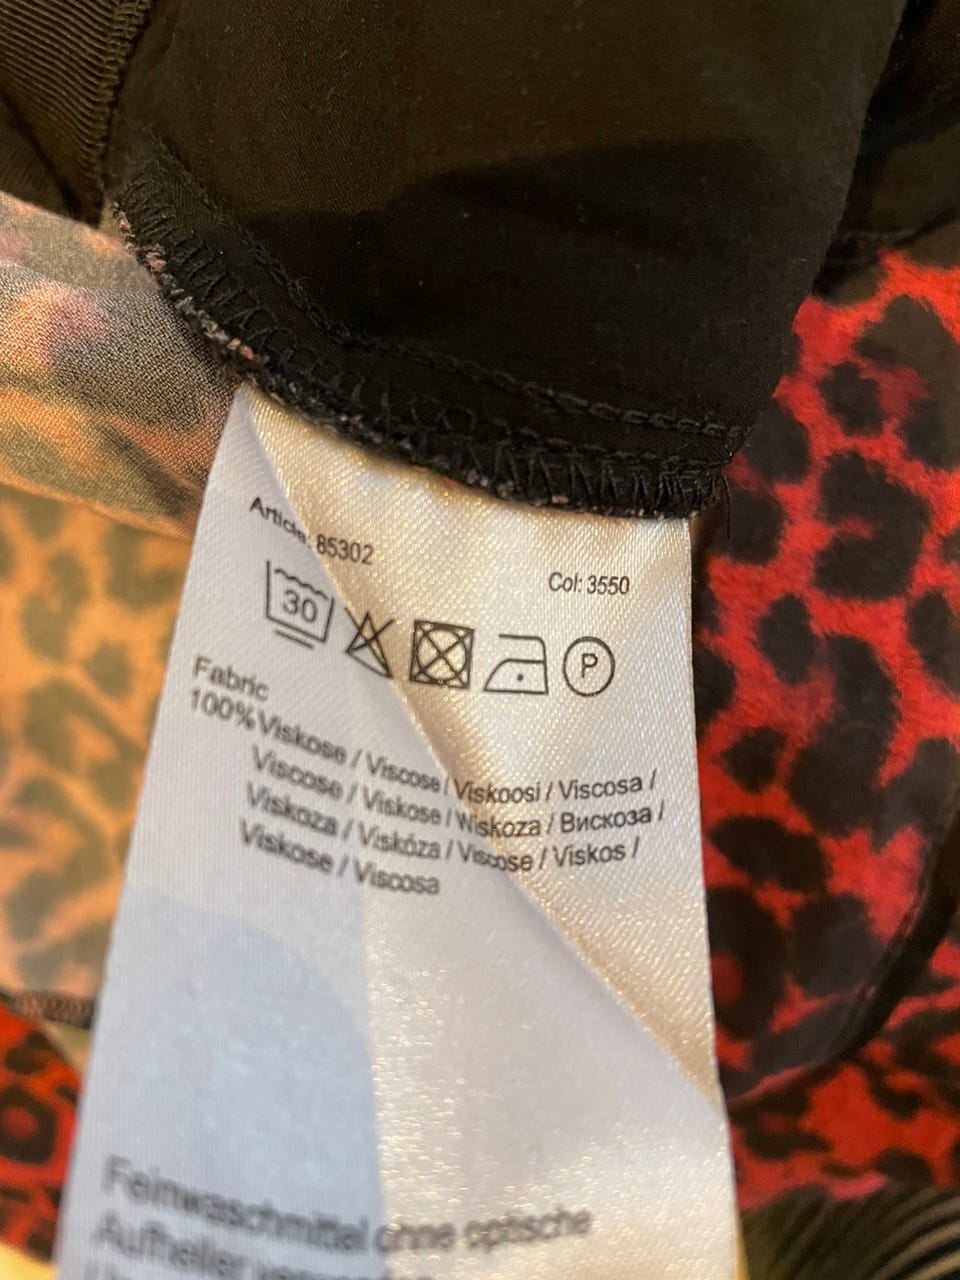 Article: 85302
Col: 3550
30
P
Fabric
100% Viskose / Viscose / Viskoosi / Viscosa /
Viscose / Viskose / Wiskoza / Вискоза /
Viskoza / Viskóza / Viscose / Viskos /
Viskose / Viscosa
Feinwaschmittel ohne optische
Aufheller